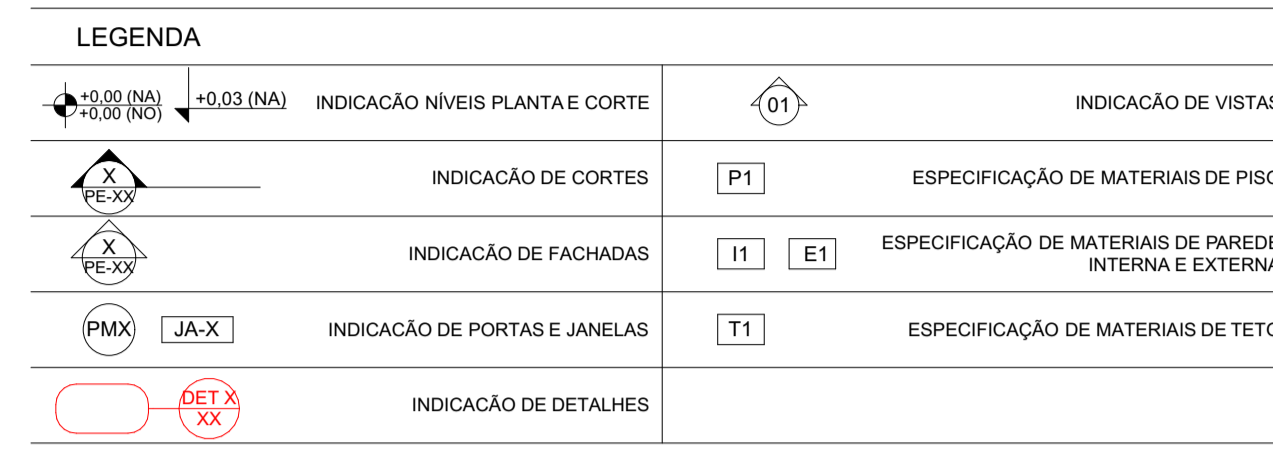 LEGENDA
+0,00 (NA)
+0,00 (NO)
+0,03 (NA)
INDICACÃO NÍVEIS PLANTA E CORTE
01
INDICACÃO DE VISTAS
X
PE-XX
INDICACÃO DE CORTES
P1
ESPECIFICAÇÃO DE MATERIAIS DE PISO
X
PE-XX
INDICACÃO DE FACHADAS
I1 E1
ESPECIFICAÇÃO DE MATERIAIS DE PAREDE
INTERNA E EXTERNA
PMX JA-X
INDICACÃO DE PORTAS E JANELAS
T1
ESPECIFICAÇÃO DE MATERIAIS DE TETO
DET X
XX
INDICACÃO DE DETALHES